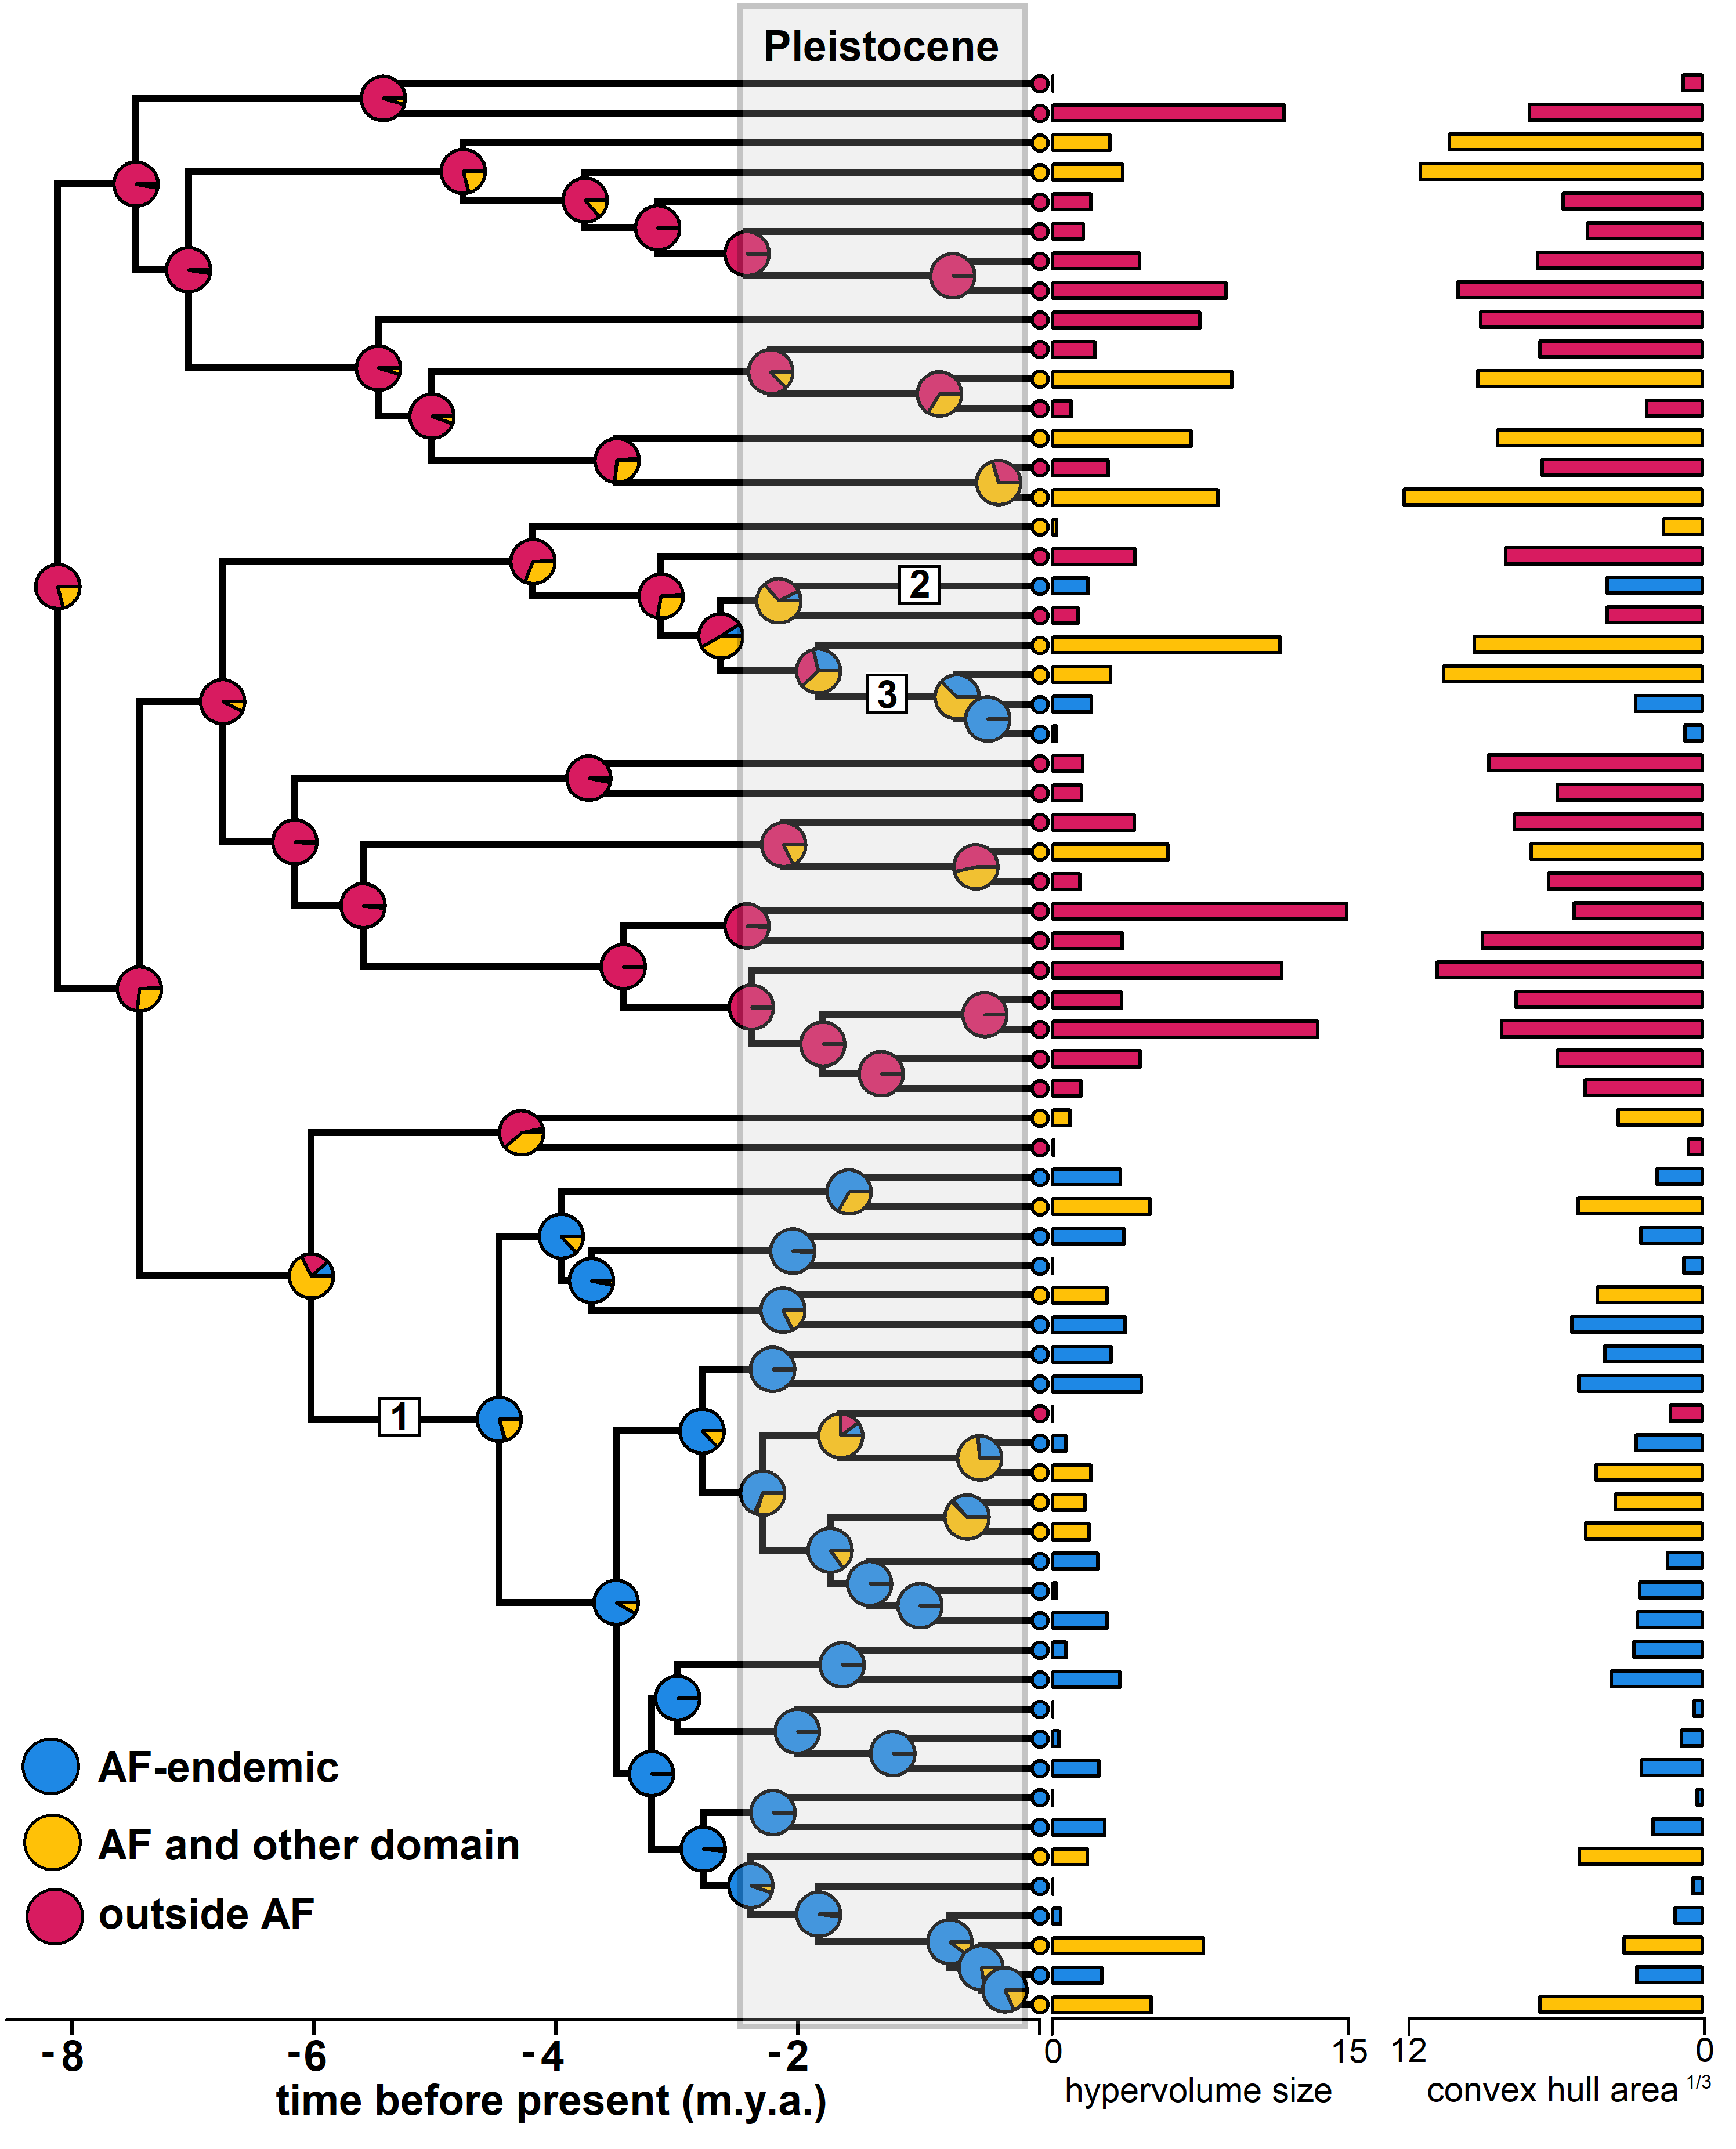 Pleistocene
2
3
1
AF-endemic
AF and other domain
outside AF
-8 -6 -4 -2 0 15 12 0
time before present (m.y.a.) hypervolume size convex hull area 1/3